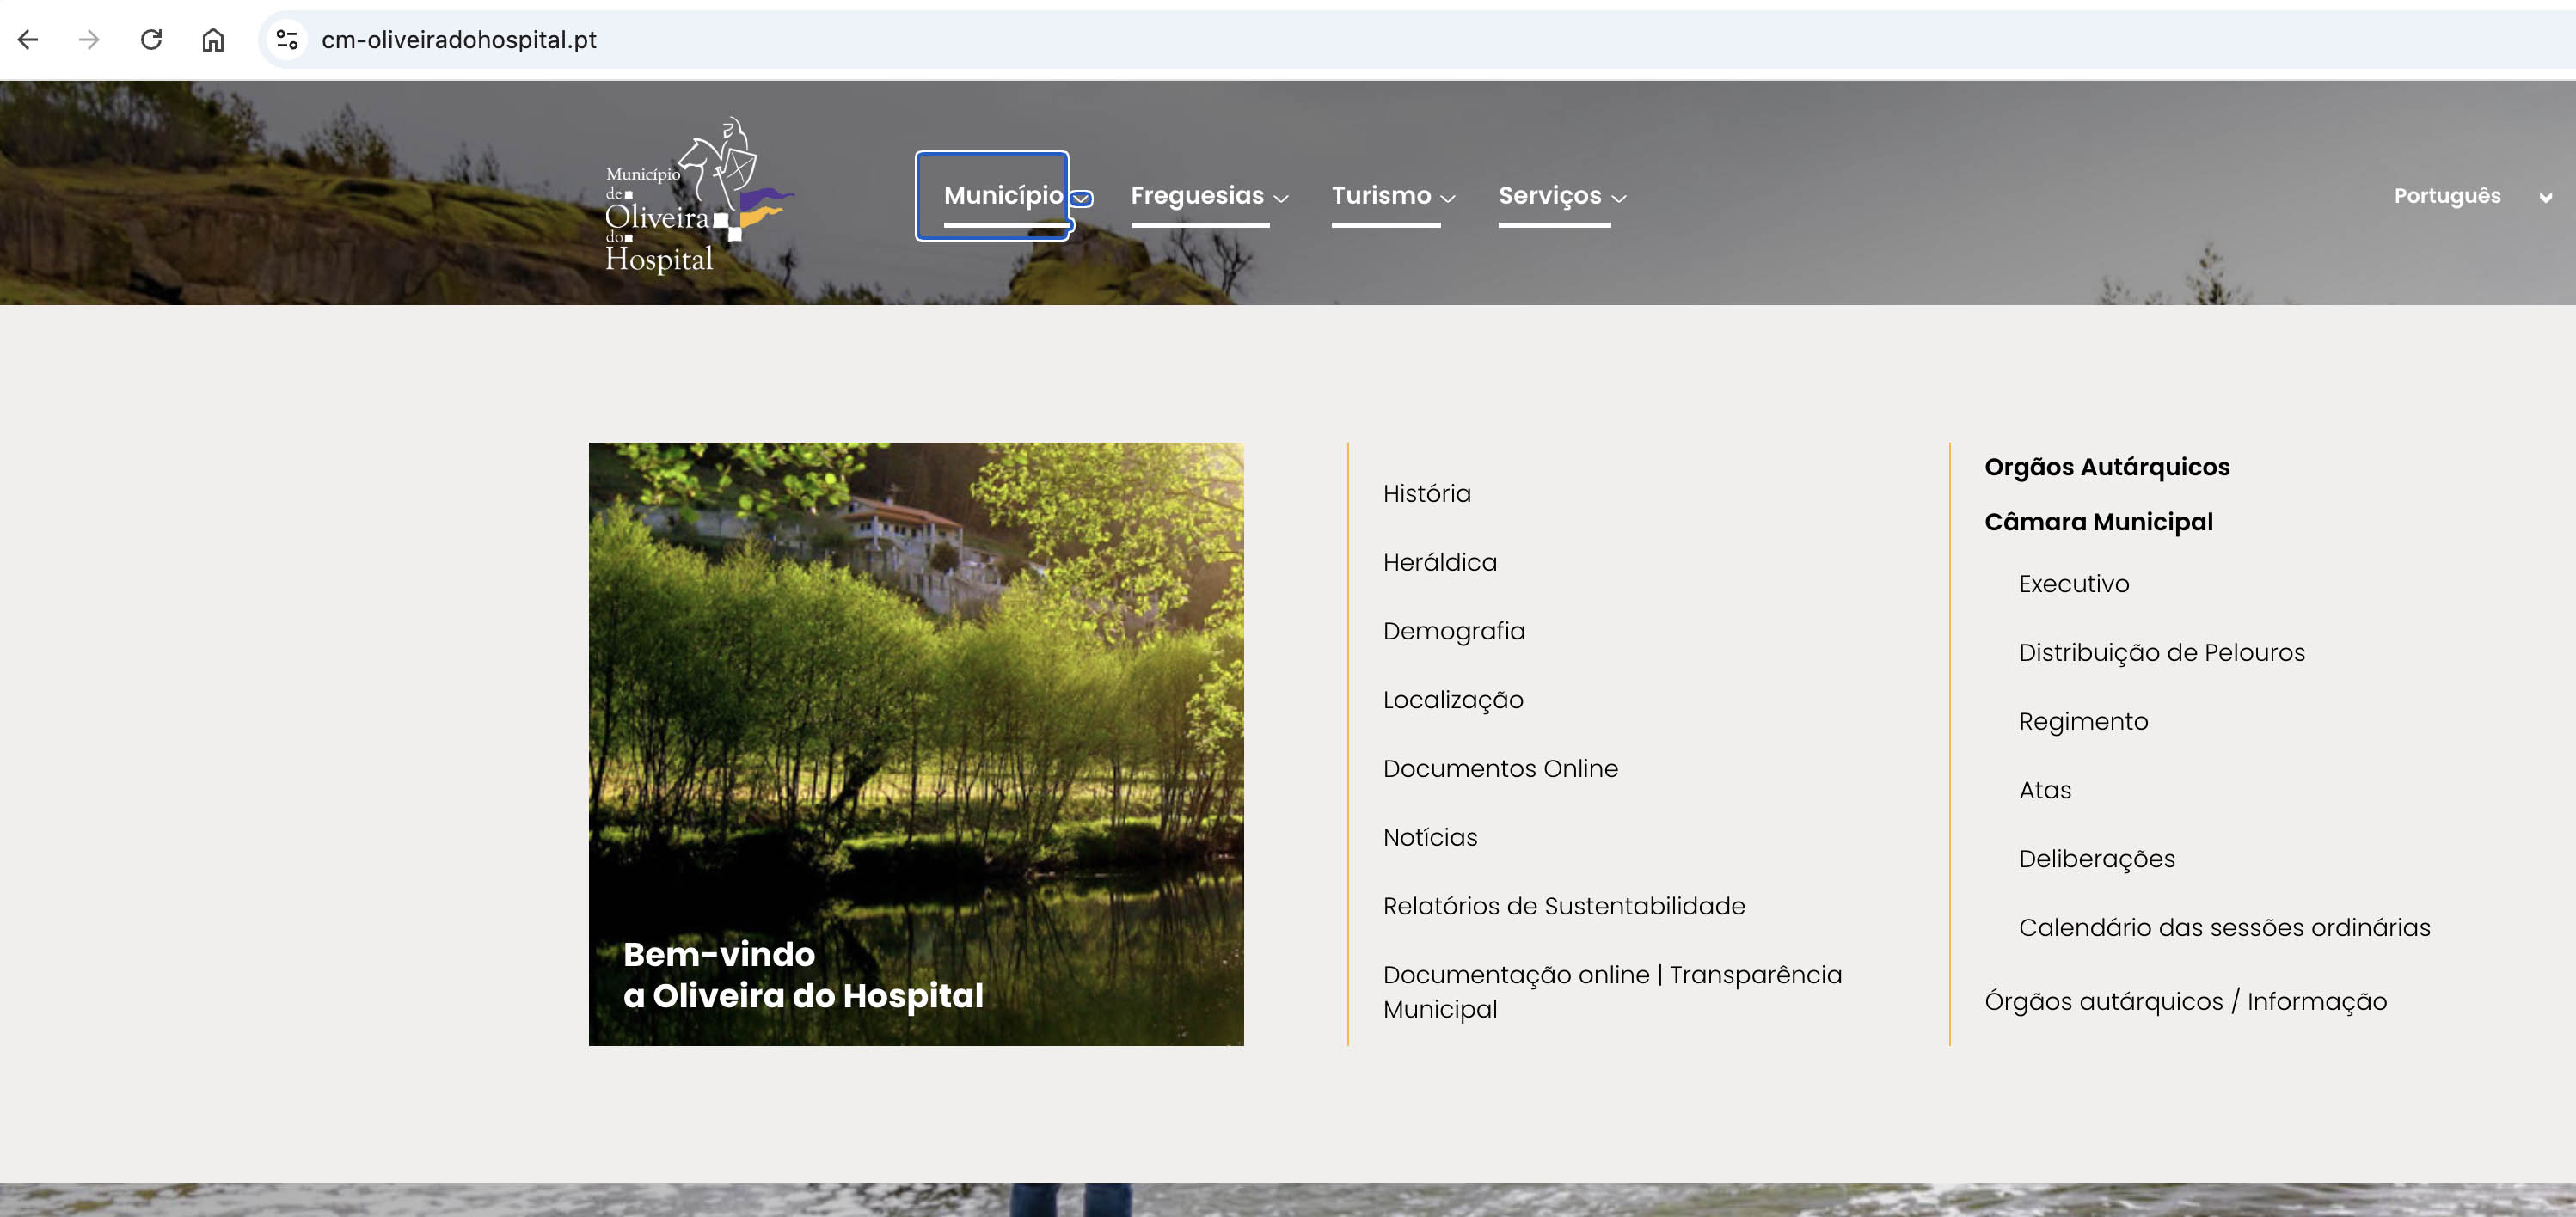 cm-oliveiradohospital.pt
Município
de
Oliveira
do
Hospital
Município
Freguesias
Turismo
Serviços
Português
Bem-vindo
a Oliveira do Hospital
História
Heráldica
Demografia
Localização
Documentos Online
Notícias
Relatórios de Sustentabilidade
Documentação online | Transparência
Municipal
Orgãos Autárquicos
Câmara Municipal
Executivo
Distribuição de Pelouros
Regimento
Atas
Deliberações
Calendário das sessões ordinárias
Órgãos autárquicos / Informação